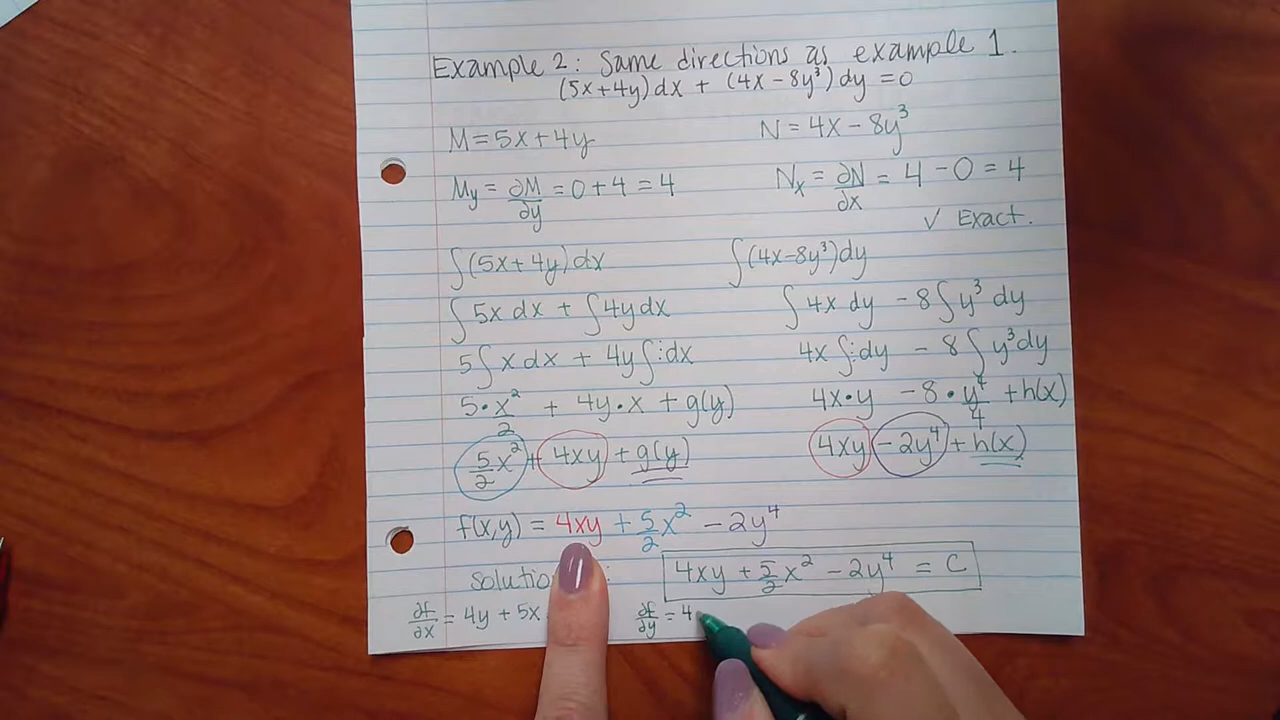 Example 2: Same directions as example 1.
(5x+4y)dx + (4x-8y³)dy = 0
M = 5x + 4y N = 4x - 8y³
My = ∂M/∂y = 0 + 4 = 4 Nx = ∂N/∂x = 4 - 0 = 4
✓ Exact.
∫(5x+4y)dx ∫(4x-8y³)dy
∫5x dx + ∫4y dx ∫4x dy - 8∫y³ dy
5∫x dx + 4y∫dx 4x∫dy - 8∫y³dy
5•x²/2 + 4y•x + g(y) 4x•y - 8•y⁴/4 + h(x)
5/2x² + 4xy + g(y) 4xy - 2y⁴ + h(x)
f(x,y) = 4xy + 5/2x² - 2y⁴
4xy + 5/2x² - 2y⁴ = C
∂f/∂x = 4y + 5x ∂f/∂y = 4